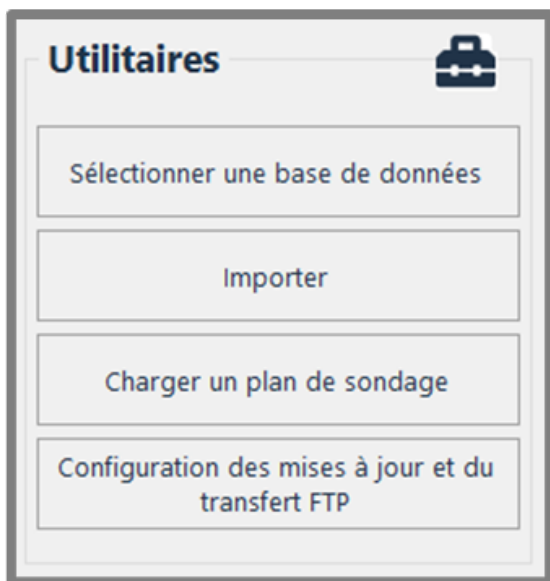 Utilitaires
Sélectionner une base de données
Importer
Charger un plan de sondage
Configuration des mises à jour et du
transfert FTP